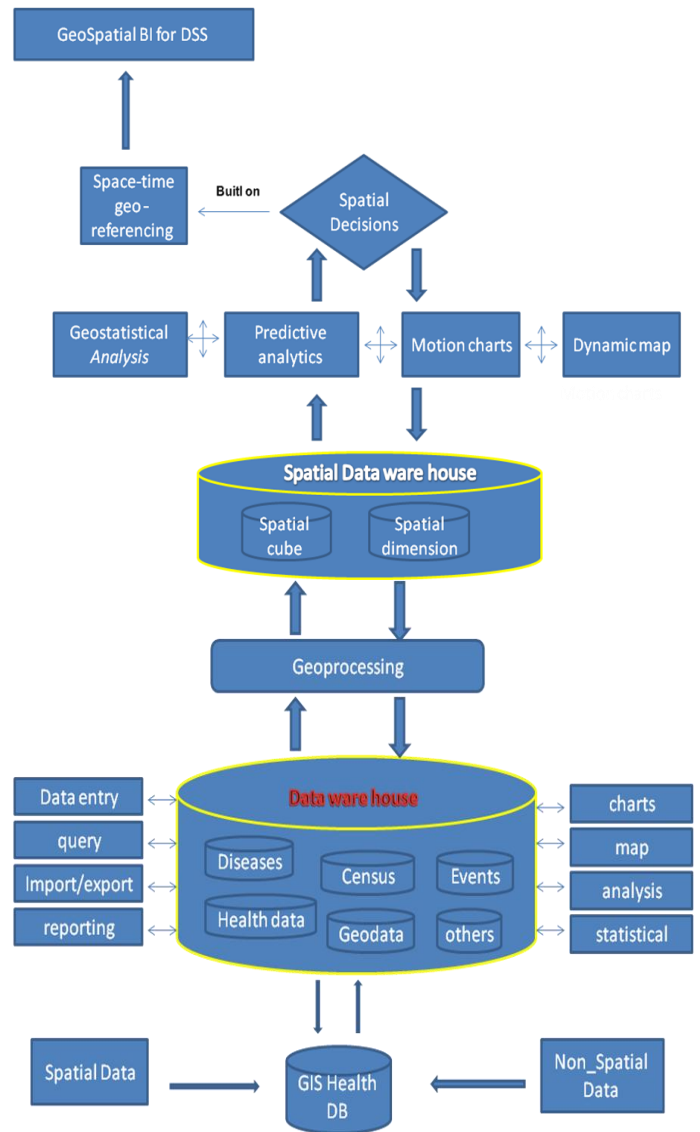 GeoSpatial BI for DSS
Space-time
geo -
referencing
Buitl on
Spatial
Decisions
Geostatistical
Analysis
Predictive
analytics
Motion charts
Dynamic map
Spatial Data ware house
Spatial
cube
Spatial
dimension
Geoprocessing
Data ware house
Data entry
query
Import/export
reporting
Diseases
Census
Events
Health data
Geodata
others
charts
map
analysis
statistical
Spatial Data
GIS Health
DB
Non_Spatial
Data